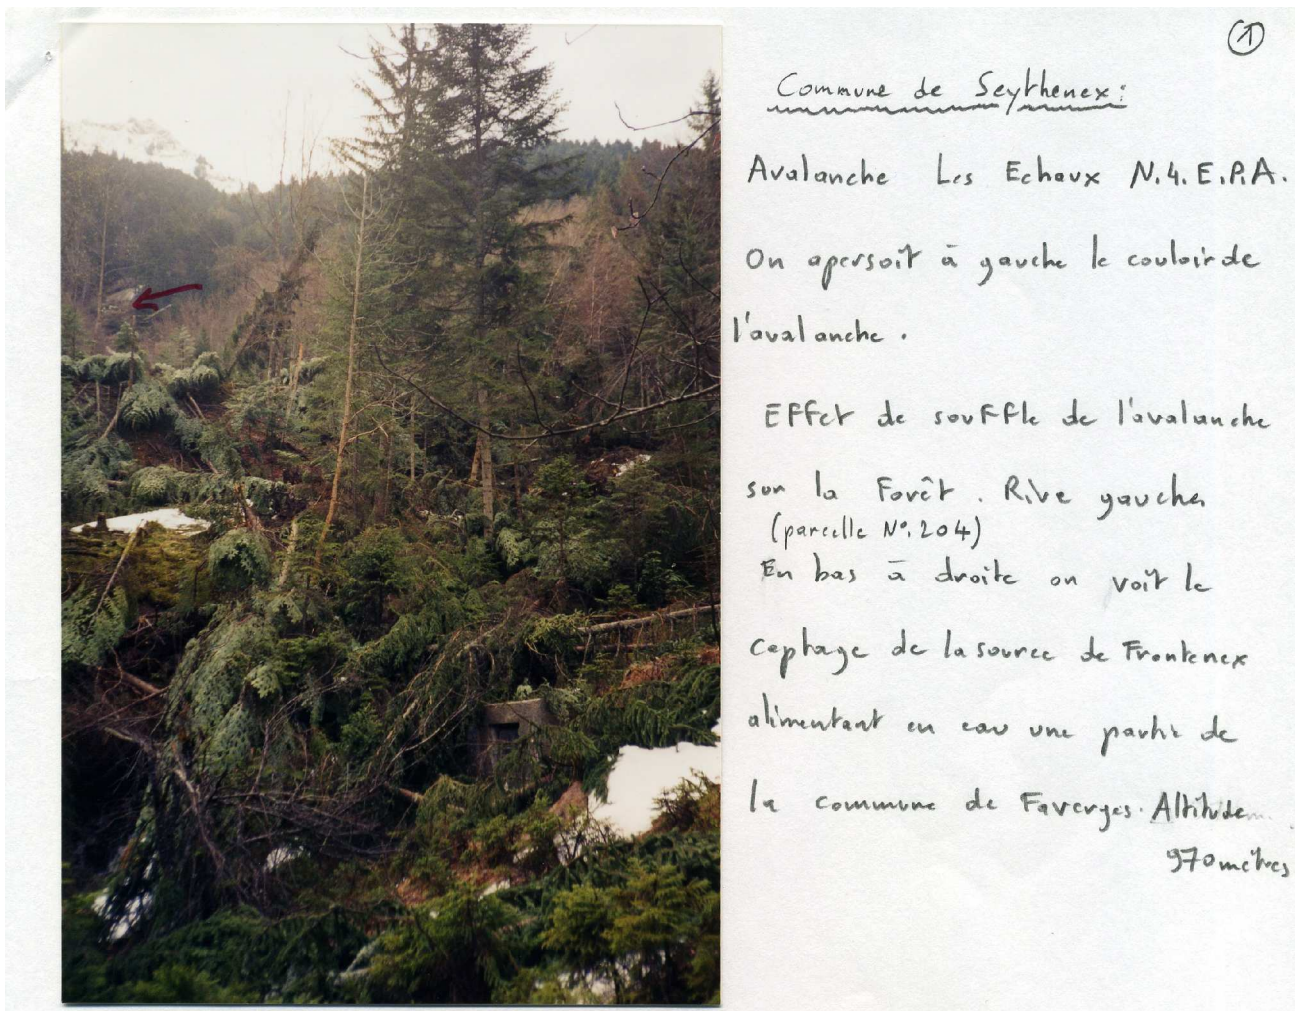 ①
Commune de Seythenex:
Avalanche Les Echaux N.4. E.P.A.
On apersoit à gauche le couloir de
l'avalanche.
Effet de souffle de l'avalanche
sur la Forêt. Rive gauche
(parcelle N°.204)
En bas à droite on voit le
captage de la source de Frontenex
alimentant en eau une partie de
la commune de Faverges. Altitude
970 mètres